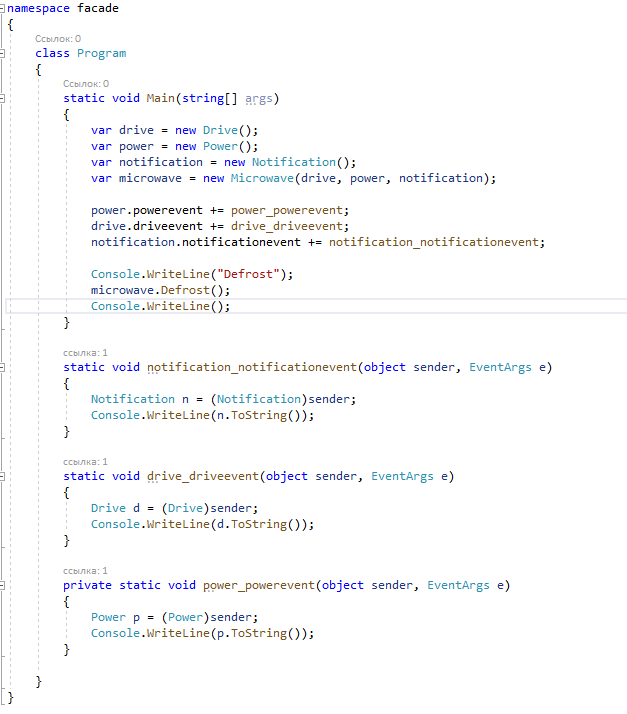 namespace facade
{
Ссылок: 0
class Program
{
Ссылок: 0
static void Main(string[] args)
{
var drive = new Drive();
var power = new Power();
var notification = new Notification();
var microwave = new Microwave(drive, power, notification);
power.powerevent += power_powerevent;
drive.driveevent += drive_driveevent;
notification.notificationevent += notification_notificationevent;
Console.WriteLine("Defrost");
microwave.Defrost();
Console.WriteLine();
}
ссылка: 1
static void notification_notificationevent(object sender, EventArgs e)
{
Notification n = (Notification)sender;
Console.WriteLine(n.ToString());
}
ссылка: 1
static void drive_driveevent(object sender, EventArgs e)
{
Drive d = (Drive)sender;
Console.WriteLine(d.ToString());
}
ссылка: 1
private static void power_powerevent(object sender, EventArgs e)
{
Power p = (Power)sender;
Console.WriteLine(p.ToString());
}
}
}